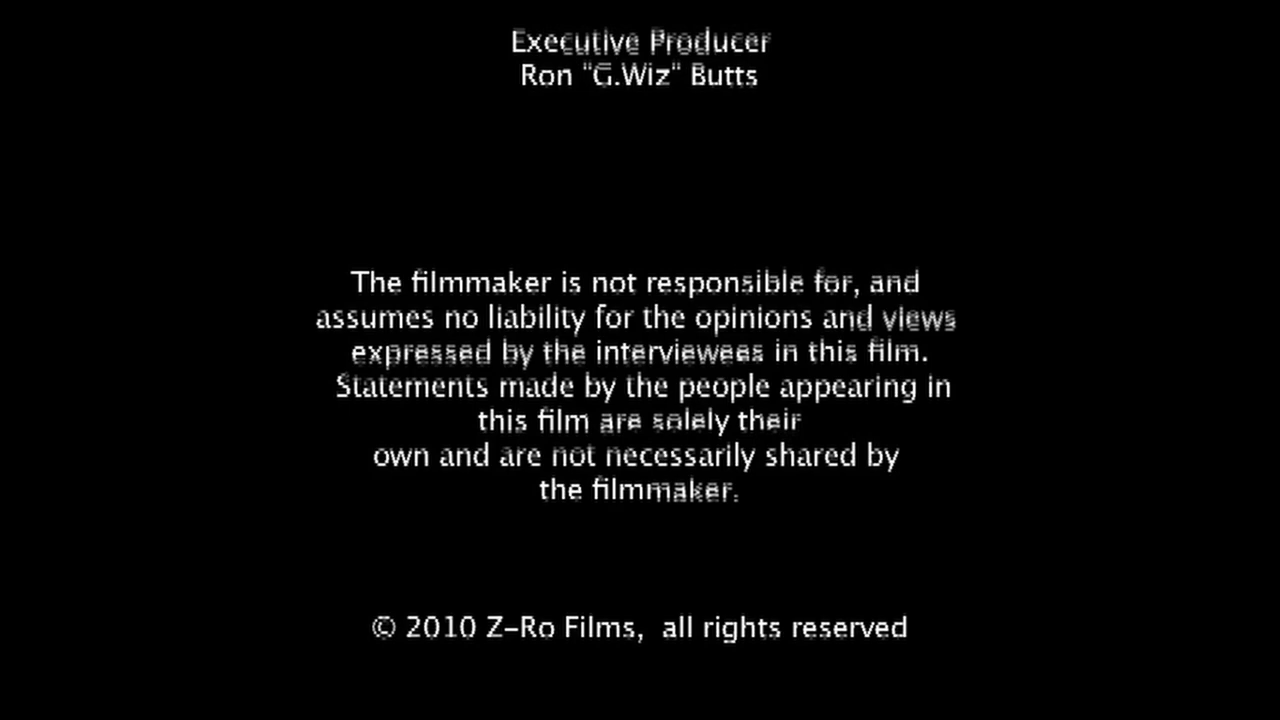 Executive Producer
Ron "G.Wiz" Butts
The filmmaker is not responsible for, and
assumes no liability for the opinions and views
expressed by the interviewees in this film.
Statements made by the people appearing in
this film are solely their
own and are not necessarily shared by
the filmmaker.
© 2010 Z-Ro Films, all rights reserved